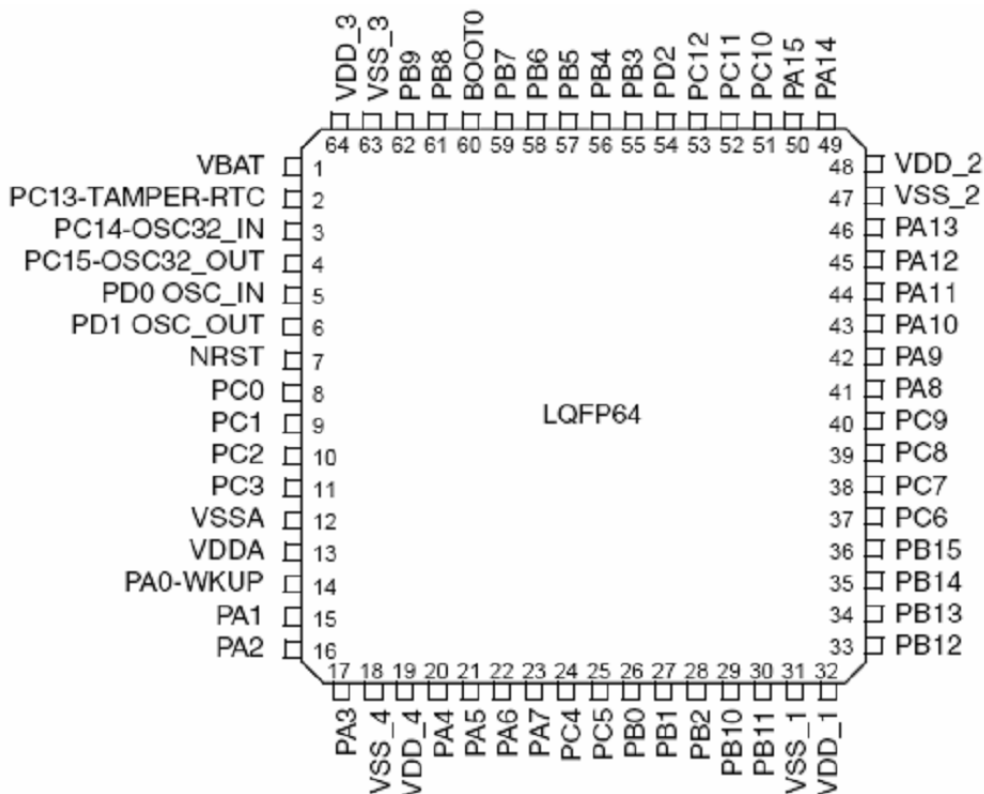 VDD_3
VSS_3
PB9
PB8
BOOT0
PB7
PB6
PB5
PB4
PB3
PD2
PC12
PC11
PC10
PA15
PA14
64 63 62 61 60 59 58 57 56 55 54 53 52 51 50 49
VBAT 1
PC13-TAMPER-RTC 2
PC14-OSC32_IN 3
PC15-OSC32_OUT 4
PD0 OSC_IN 5
PD1 OSC_OUT 6
NRST 7
PC0 8
PC1 9
PC2 10
PC3 11
VSSA 12
VDDA 13
PA0-WKUP 14
PA1 15
PA2 16
LQFP64
48 VDD_2
47 VSS_2
46 PA13
45 PA12
44 PA11
43 PA10
42 PA9
41 PA8
40 PC9
39 PC8
38 PC7
37 PC6
36 PB15
35 PB14
34 PB13
33 PB12
17 18 19 20 21 22 23 24 25 26 27 28 29 30 31 32
PA3
VSS_4
VDD_4
PA4
PA5
PA6
PA7
PC4
PC5
PB0
PB1
PB2
PB10
PB11
VSS_1
VDD_1